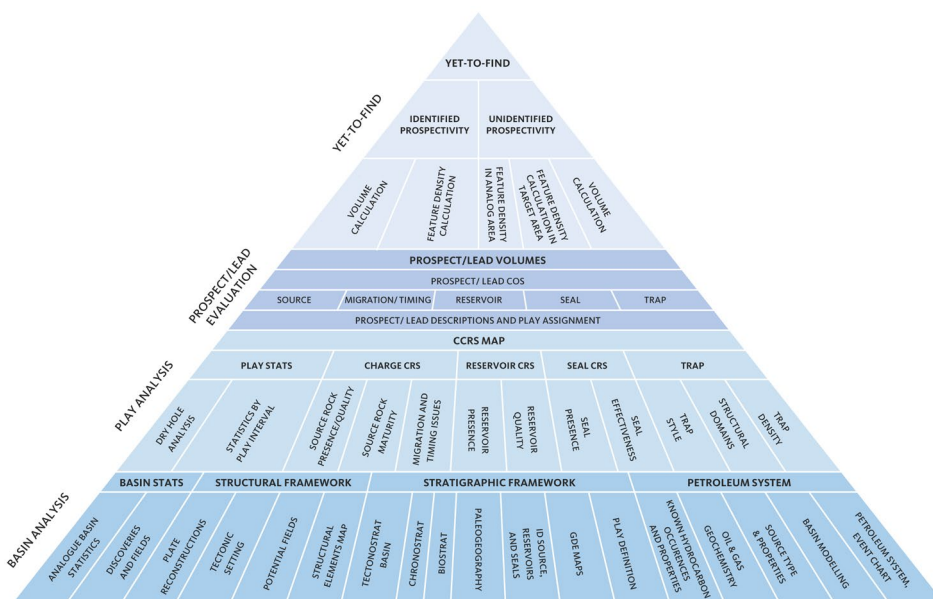 YET-TO-FIND
YET-TO-FIND
IDENTIFIED
PROSPECTIVITY
UNIDENTIFIED
PROSPECTIVITY
VOLUME
CALCULATION
FEATURE DENSITY
CALCULATION
FEATURE DENSITY
IN ANALOG AREA
FEATURE DENSITY
CALCULATION IN
TARGET AREA
VOLUME
CALCULATION
PROSPECT/LEAD
EVALUATION
PROSPECT/LEAD VOLUMES
PROSPECT/ LEAD COS
SOURCE
MIGRATION/ TIMING
RESERVOIR
SEAL
TRAP
PROSPECT/ LEAD DESCRIPTIONS AND PLAY ASSIGNMENT
PLAY ANALYSIS
CCRS MAP
PLAY STATS
CHARGE CRS
RESERVOIR CRS
SEAL CRS
TRAP
DRY HOLE
ANALYSIS
STATISTICS BY
PLAY INTERVAL
SOURCE ROCK
PRESENCE/QUALITY
SOURCE ROCK
MATURITY
MIGRATION AND
TIMING ISSUES
RESERVOIR
PRESENCE
RESERVOIR
QUALITY
SEAL
PRESENCE
SEAL
EFFECTIVENESS
TRAP
STYLE
STRUCTURAL
DOMAINS
TRAP
DENSITY
BASIN ANALYSIS
BASIN STATS
STRUCTURAL FRAMEWORK
STRATIGRAPHIC FRAMEWORK
PETROLEUM SYSTEM
ANALOGUE BASIN
STATISTICS
DISCOVERIES
AND FIELDS
PLATE
RECONSTRUCTIONS
TECTONIC
SETTING
POTENTIAL FIELDS
STRUCTURAL
ELEMENTS MAP
TECTONOSTRAT
BASIN
CHRONOSTRAT
BIOSTRAT
PALEOGEOGRAPHY
ID SOURCE,
RESERVOIRS
AND SEALS
GDE MAPS
PLAY DEFINITION
KNOWN HYDROCARBON
OCCURENCES
AND PROPERTIES
OIL & GAS
GEOCHEMISTRY
SOURCE TYPE
& PROPERTIES
BASIN MODELLING
PETROLEUM SYSTEM,
EVENT CHART